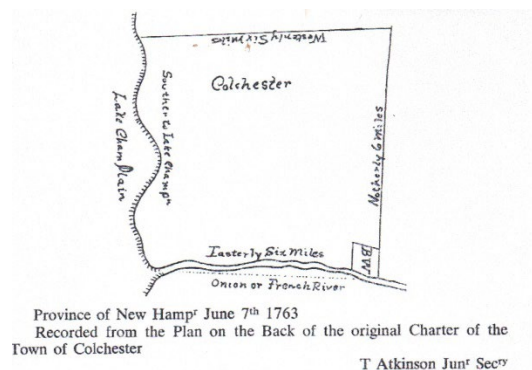 Westerly Six Miles
Colchester
Lake Champlain
Souther to Lake Champn
Notherly 6 Miles
B W
Easterly Six Miles
Onion or French River
Province of New Hampr June 7th 1763
Recorded from the Plan on the Back of the original Charter of the
Town of Colchester
T Atkinson Junr Secry